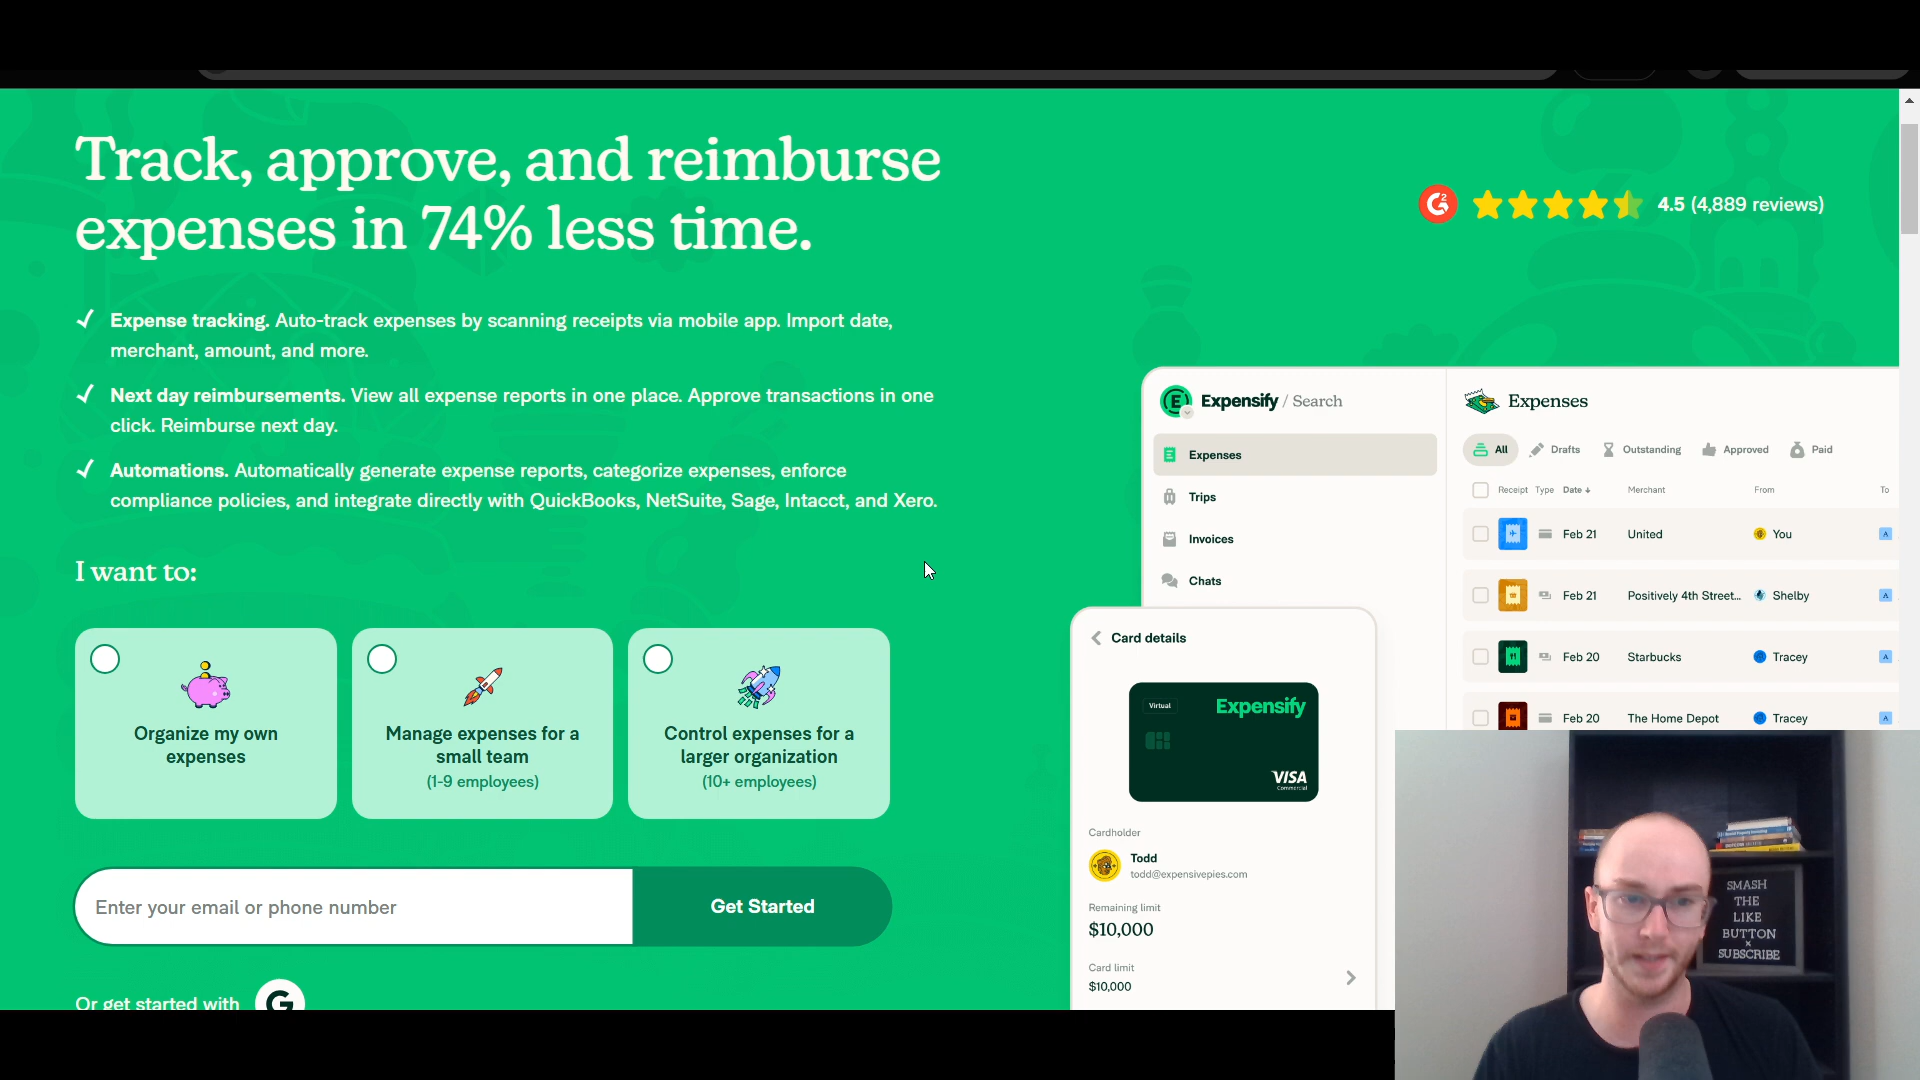 Track, approve, and reimburse
expenses in 74% less time.
4.5 (4,889 reviews)
Expense tracking. Auto-track expenses by scanning receipts via mobile app. Import date,
merchant, amount, and more.
Next day reimbursements. View all expense reports in one place. Approve transactions in one
click. Reimburse next day.
Automations. Automatically generate expense reports, categorize expenses, enforce
compliance policies, and integrate directly with QuickBooks, NetSuite, Sage, Intacct, and Xero.
I want to:
Organize my own
expenses
Manage expenses for a
small team
(1-9 employees)
Control expenses for a
larger organization
(10+ employees)
Enter your email or phone number
Get Started
Or get started with G
Expensify / Search
Expenses
Trips
Invoices
Chats
Expenses
All Drafts Outstanding Approved Paid
Receipt Type Date Merchant From To
Feb 21 United You A
Feb 21 Positively 4th Street... Shelby A
Feb 20 Starbucks Tracey A
Feb 20 The Home Depot Tracey A
Card details
Virtual
Expensify
VISA
Commercial
Cardholder
Todd
todd@expensivepies.com
Remaining limit
$10,000
Card limit
$10,000
SMASH
THE
LIKE
BUTTON
×
SUBSCRIBE